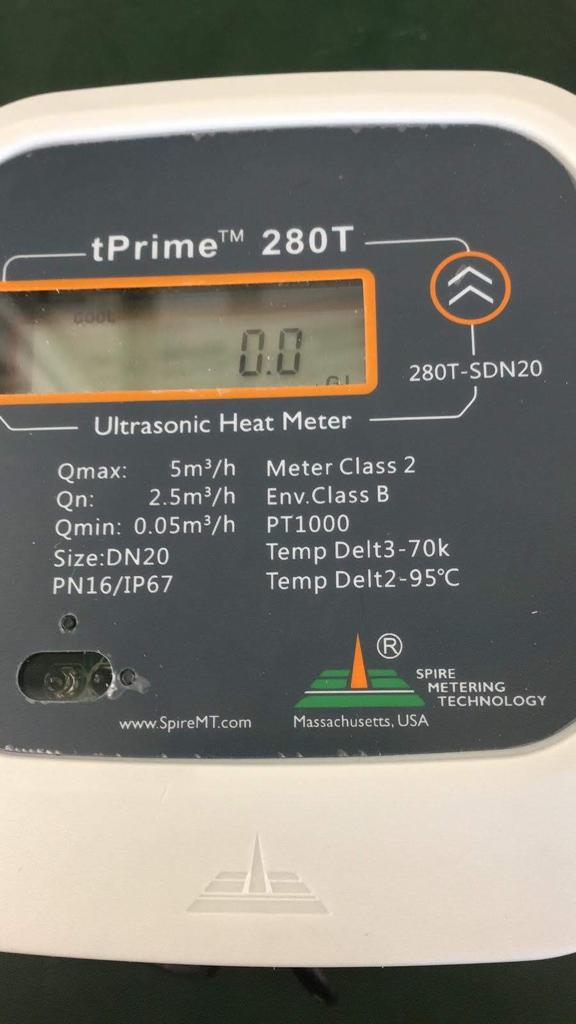 tPrime™ 280T
COOL
0.0
280T-SDN20
Ultrasonic Heat Meter
Qmax: 5m³/h Meter Class 2
Qn: 2.5m³/h Env.Class B
Qmin: 0.05m³/h PT1000
Size:DN20 Temp Delt3-70k
PN16/IP67 Temp Delt2-95℃
®
SPIRE
METERING
TECHNOLOGY
www.SpireMT.com Massachusetts, USA